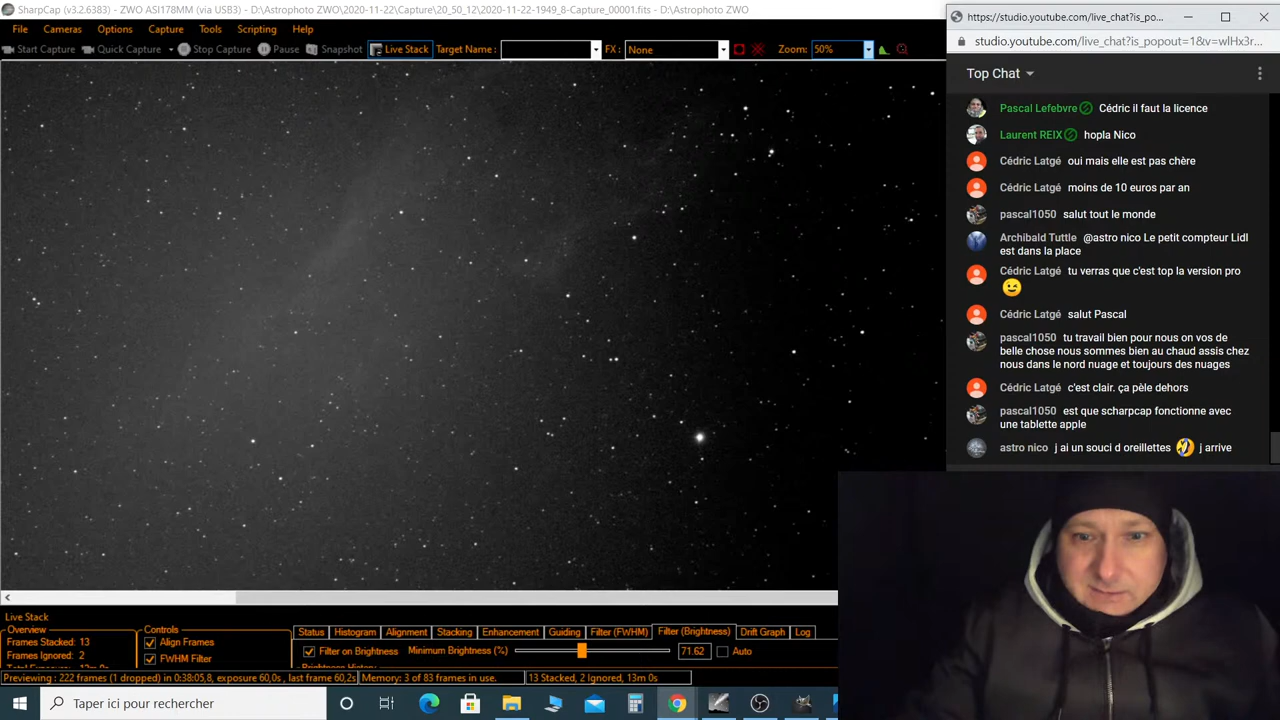 SharpCap (v3.2.6383) - ZWO ASI178MM (via USB3) - D:\Astrophoto ZWO\2020-11-22\Capture\20_50_12\2020-11-22-1949_8-Capture_00001.fits - D:\Astrophoto ZWO
File Cameras Options Capture Tools Scripting Help
Start Capture Quick Capture Stop Capture Pause Snapshot Live Stack Target Name : FX : None Zoom: 50%
https://studio.youtube.com/live_chat?is_po...
studio.youtube.com/live_chat?is_popout=1&v=wlHx3r...
Top Chat
Pascal Lefebvre Cédric il faut la licence
Laurent REIX hopla Nico
Cédric Latgé oui mais elle est pas chère
Cédric Latgé moins de 10 euros par an
pascal1050 salut tout le monde
Archibald Tuttle @astro nico Le petit compteur Lidl
est dans la place
Cédric Latgé tu verras que c'est top la version pro
Cédric Latgé salut Pascal
pascal1050 tu travail bien pour nous on vos de
belle chose nous sommes bien au chaud assis chez
nous dans le nord nuage et toujours des nuages
Cédric Latgé c'est clair. ça pèle dehors
pascal1050 est que scharpcap fonctionne avec
une tablette apple
astro nico j ai un souci d oreillettes j arrive
Live Stack
Overview
Frames Stacked: 13
Frames Ignored: 2
Controls
Align Frames
FWHM Filter
Status Histogram Alignment Stacking Enhancement Guiding Filter (FWHM) Filter (Brightness) Drift Graph Log
Filter on Brightness Minimum Brightness (%) 71.62 Auto
Brightness History
Previewing : 222 frames (1 dropped) in 0:38:05,8, exposure 60,0s , last frame 60,2s Memory: 3 of 83 frames in use. 13 Stacked, 2 Ignored, 13m 0s
Taper ici pour rechercher